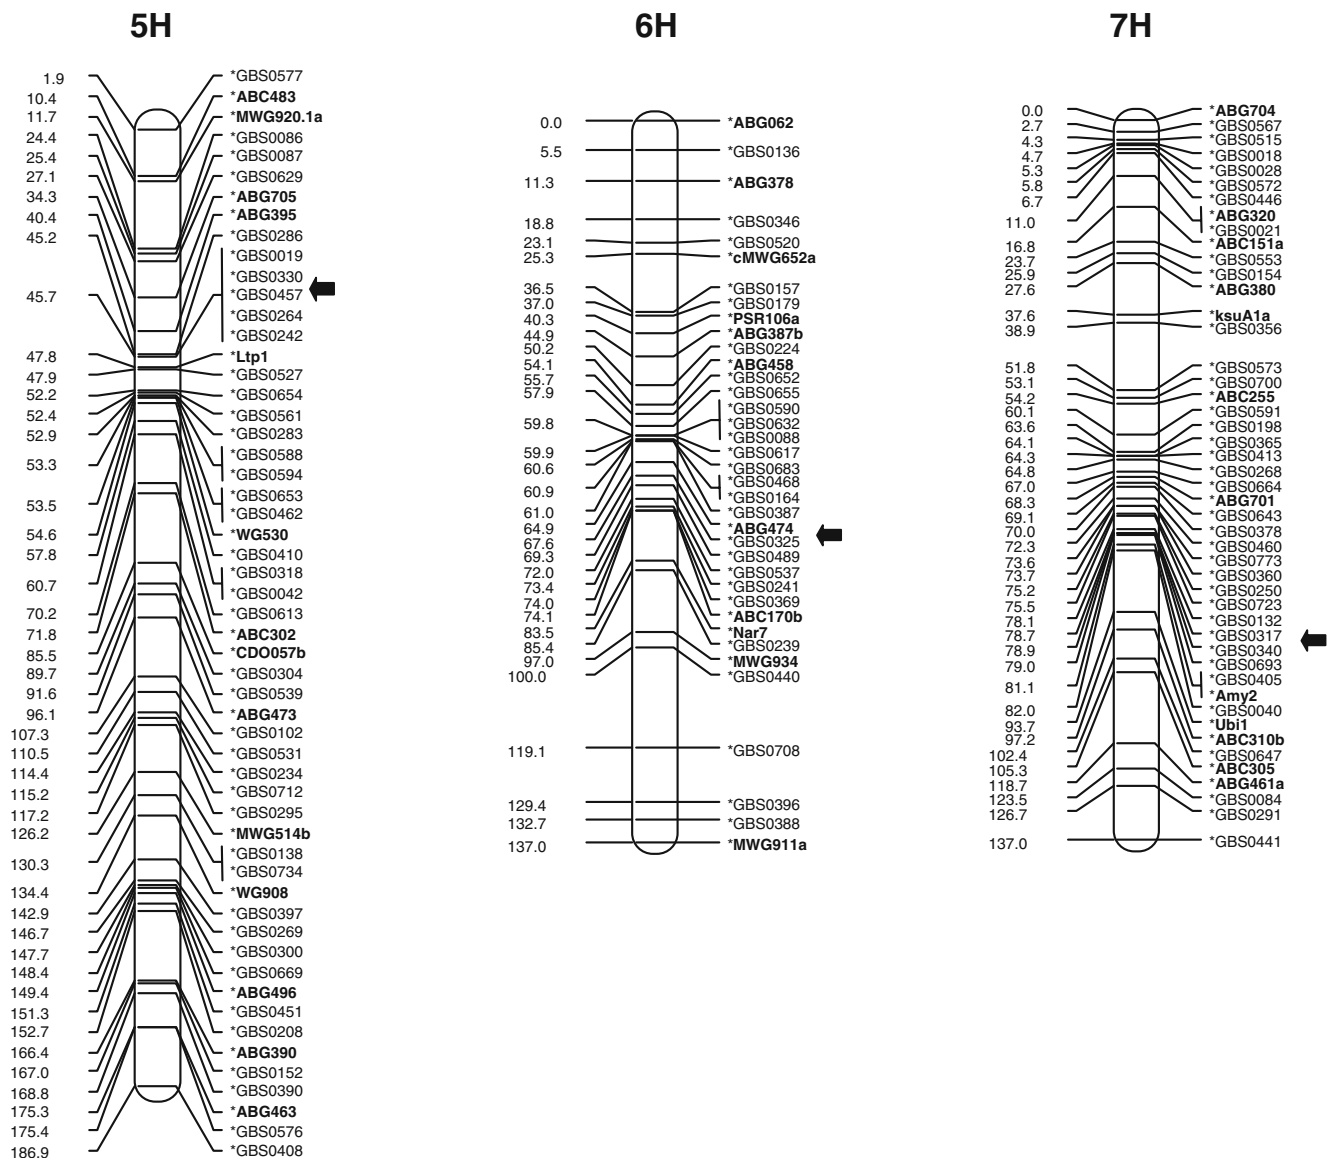 5H
1.9 *GBS0577
10.4 *ABC483
11.7 *MWG920.1a
24.4 *GBS0086
25.4 *GBS0087
27.1 *GBS0629
34.3 *ABG705
40.4 *ABG395
45.2 *GBS0286
*GBS0019
*GBS0330
45.7 *GBS0457
*GBS0264
*GBS0242
47.8 *Ltp1
47.9 *GBS0527
52.2 *GBS0654
52.4 *GBS0561
52.9 *GBS0283
53.3 *GBS0588
*GBS0594
53.5 *GBS0653
*GBS0462
54.6 *WG530
57.8 *GBS0410
60.7 *GBS0318
*GBS0042
70.2 *GBS0613
71.8 *ABC302
85.5 *CDO057b
89.7 *GBS0304
91.6 *GBS0539
96.1 *ABG473
107.3 *GBS0102
110.5 *GBS0531
114.4 *GBS0234
115.2 *GBS0712
117.2 *GBS0295
126.2 *MWG514b
130.3 *GBS0138
*GBS0734
134.4 *WG908
142.9 *GBS0397
146.7 *GBS0269
147.7 *GBS0300
148.4 *GBS0669
149.4 *ABG496
151.3 *GBS0451
152.7 *GBS0208
166.4 *ABG390
167.0 *GBS0152
168.8 *GBS0390
175.3 *ABG463
175.4 *GBS0576
186.9 *GBS0408
6H
0.0 *ABG062
5.5 *GBS0136
11.3 *ABG378
18.8 *GBS0346
23.1 *GBS0520
25.3 *cMWG652a
36.5 *GBS0157
37.0 *GBS0179
40.3 *PSR106a
44.9 *ABG387b
50.2 *GBS0224
54.1 *ABG458
55.7 *GBS0652
57.9 *GBS0655
*GBS0590
59.8 *GBS0632
*GBS0088
59.9 *GBS0617
60.6 *GBS0683
60.9 *GBS0468
*GBS0164
61.0 *GBS0387
64.9 *ABG474
67.6 *GBS0325
69.3 *GBS0489
72.0 *GBS0537
73.4 *GBS0241
74.0 *GBS0369
74.1 *ABC170b
83.5 *Nar7
85.4 *GBS0239
97.0 *MWG934
100.0 *GBS0440
119.1 *GBS0708
129.4 *GBS0396
132.7 *GBS0388
137.0 *MWG911a
7H
0.0 *ABG704
2.7 *GBS0567
4.3 *GBS0515
4.7 *GBS0018
5.3 *GBS0028
5.8 *GBS0572
6.7 *GBS0446
11.0 *ABG320
*GBS0021
16.8 *ABC151a
23.7 *GBS0553
25.9 *GBS0154
27.6 *ABG380
37.6 *ksuA1a
38.9 *GBS0356
51.8 *GBS0573
53.1 *GBS0700
54.2 *ABC255
60.1 *GBS0591
63.6 *GBS0198
64.1 *GBS0365
64.3 *GBS0413
64.8 *GBS0268
67.0 *GBS0664
68.3 *ABG701
69.1 *GBS0643
70.0 *GBS0378
72.3 *GBS0460
73.6 *GBS0773
73.7 *GBS0360
75.2 *GBS0250
75.5 *GBS0723
78.1 *GBS0132
78.7 *GBS0317
78.9 *GBS0340
79.0 *GBS0693
81.1 *GBS0405
*Amy2
82.0 *GBS0040
93.7 *Ubi1
97.2 *ABC310b
102.4 *GBS0647
105.3 *ABC305
118.7 *ABG461a
123.5 *GBS0084
126.7 *GBS0291
137.0 *GBS0441